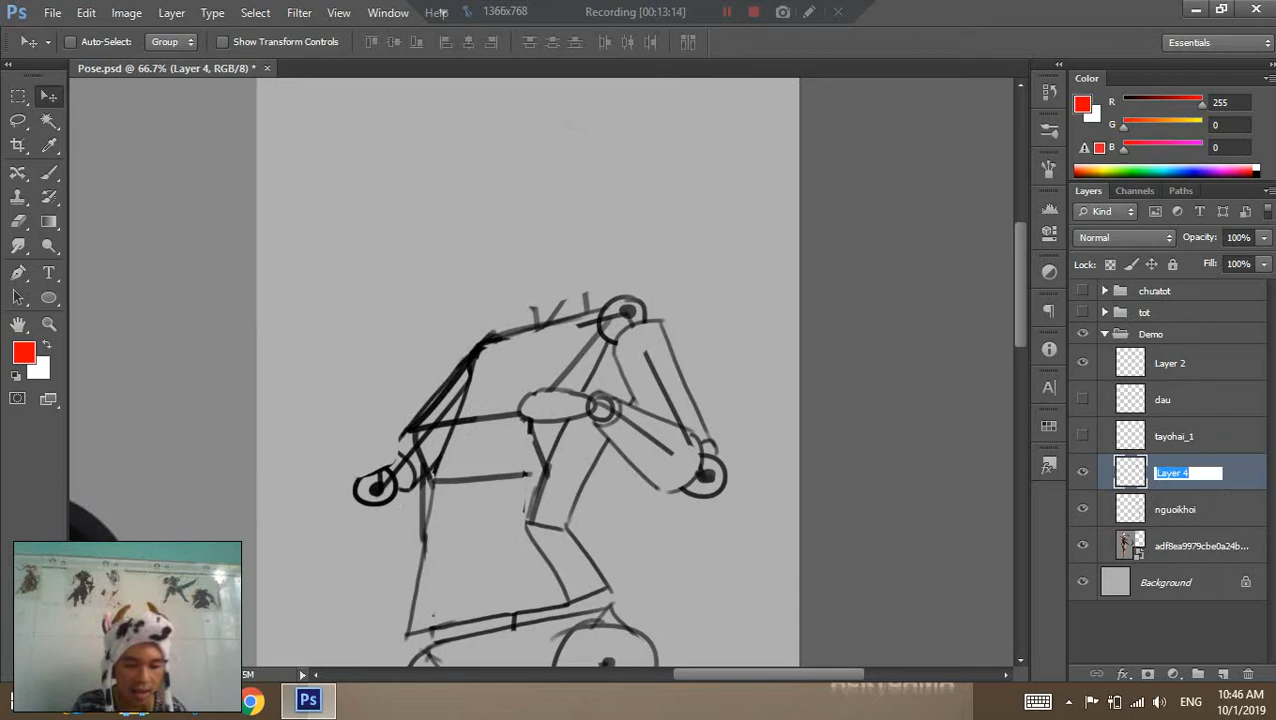 Ps File Edit Image Layer Type Select Filter View Window Help 1366x768 Recording [00:13:14]
Auto-Select: Group Show Transform Controls Essentials
Pose.psd @ 66.7% (Layer 4, RGB/8) * ×
Color
R 255
G 0
B 0
Layers Channels Paths
Kind
Normal Opacity: 100%
Lock: Fill: 100%
chuatot
tot
Demo
Layer 2
dau
tayohai_1
Layer 4
nguoikhoi
adf8ea9979cbe0a24b...
Background
5M
Ps ENG 10:46 AM
10/1/2019